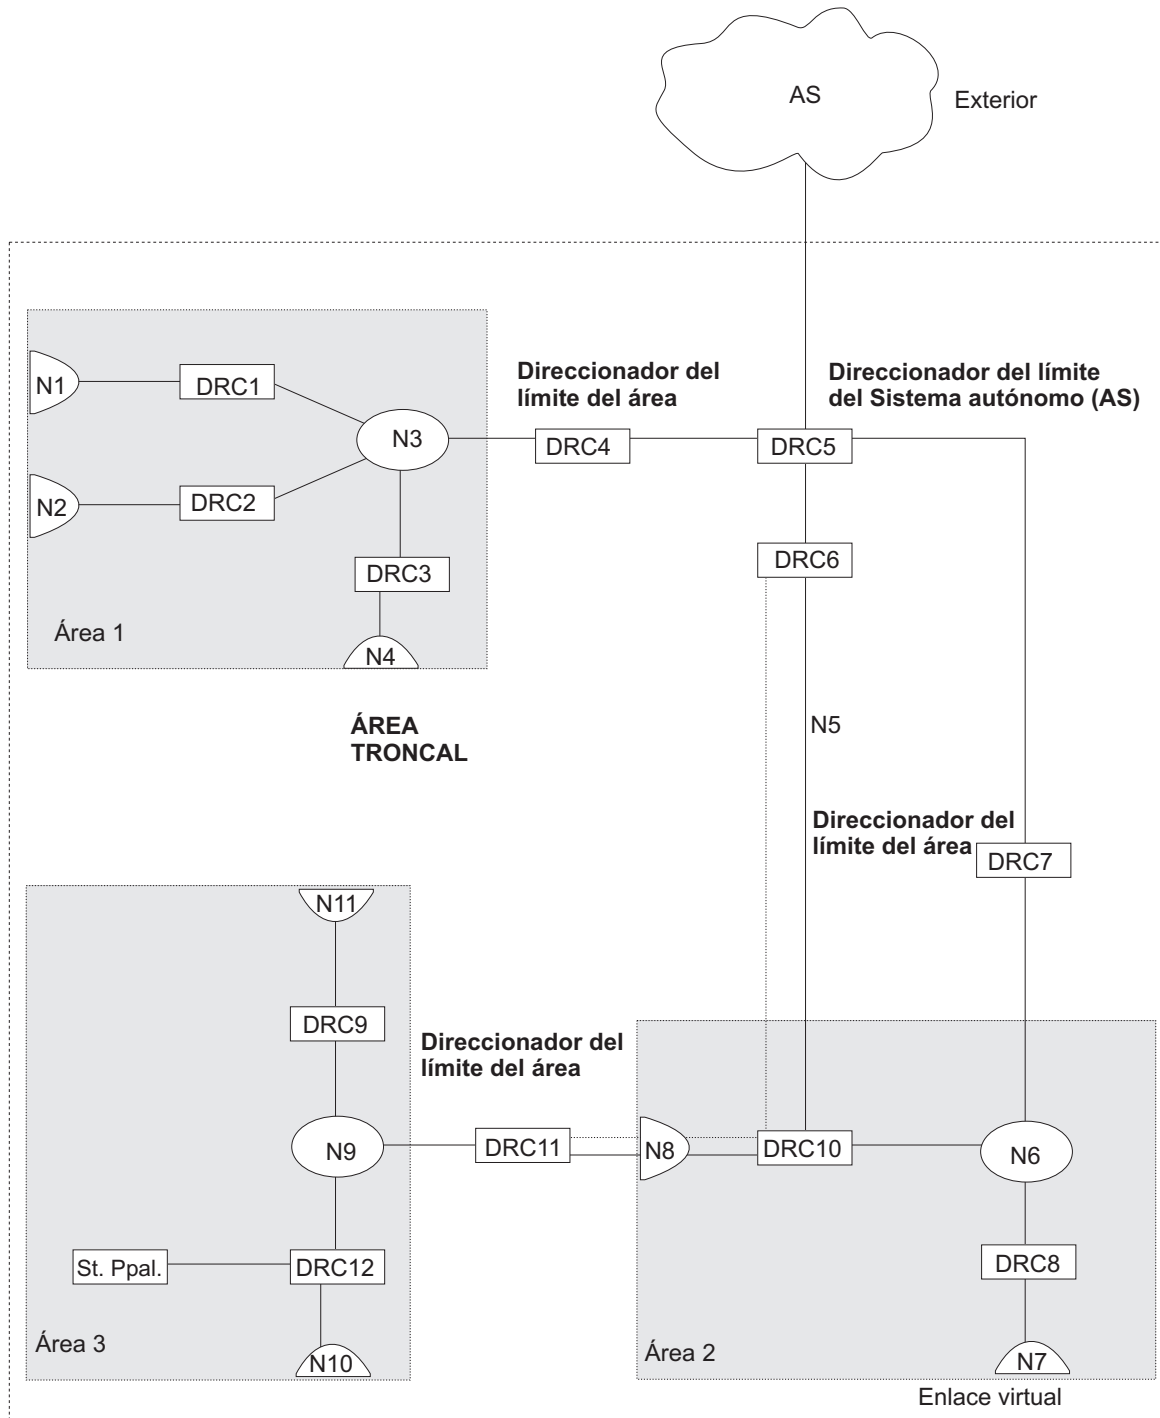 AS
Exterior
Direccionador del
límite del área
Direccionador del límite
del Sistema autónomo (AS)
N1
DRC1
N3
DRC4
DRC5
N2
DRC2
DRC3
DRC6
Área 1
N4
ÁREA
TRONCAL
N5
Direccionador del
límite del área
DRC7
N11
DRC9
Direccionador del
límite del área
N9
DRC11
N8
DRC10
N6
St. Ppal.
DRC12
DRC8
Área 3
N10
Área 2
N7
Enlace virtual